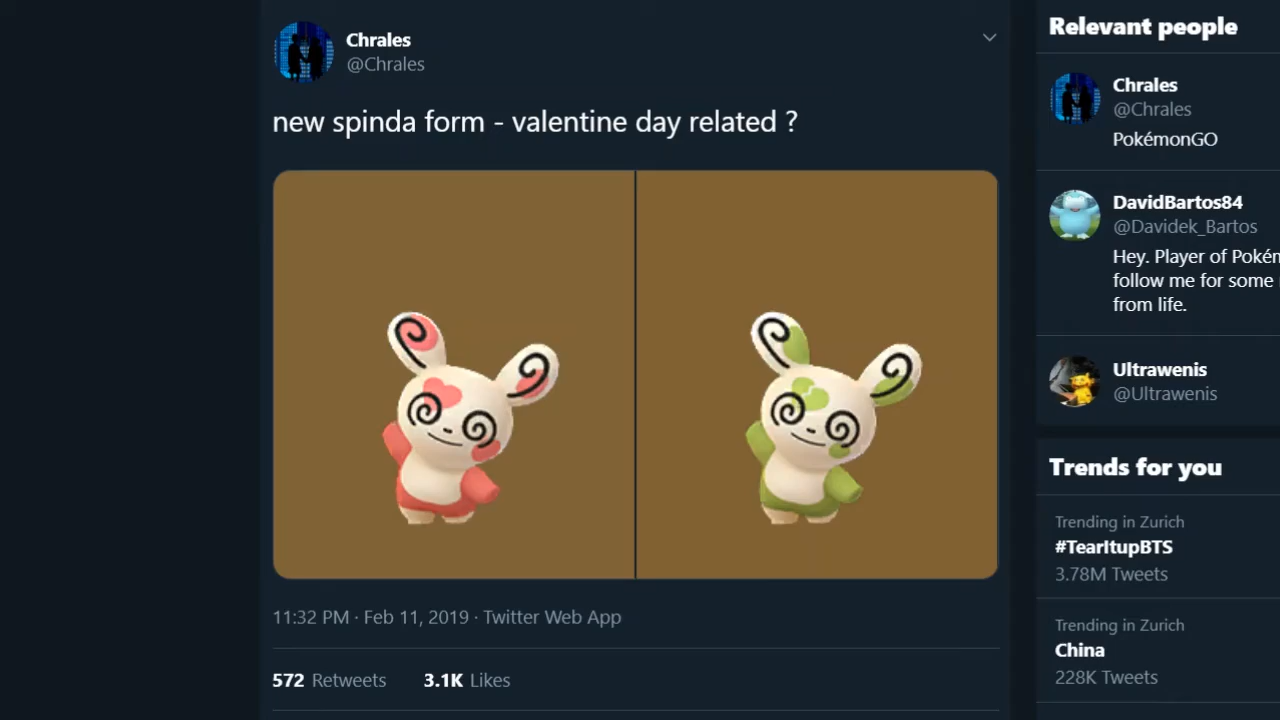 Chrales
@Chrales
new spinda form - valentine day related ?
11:32 PM · Feb 11, 2019 · Twitter Web App
572 Retweets 3.1K Likes
Relevant people
Chrales
@Chrales
PokémonGO
DavidBartos84
@Davidek_Bartos
Hey. Player of Pokém
follow me for some
from life.
Ultrawenis
@Ultrawenis
Trends for you
Trending in Zurich
#TearItupBTS
3.78M Tweets
Trending in Zurich
China
228K Tweets